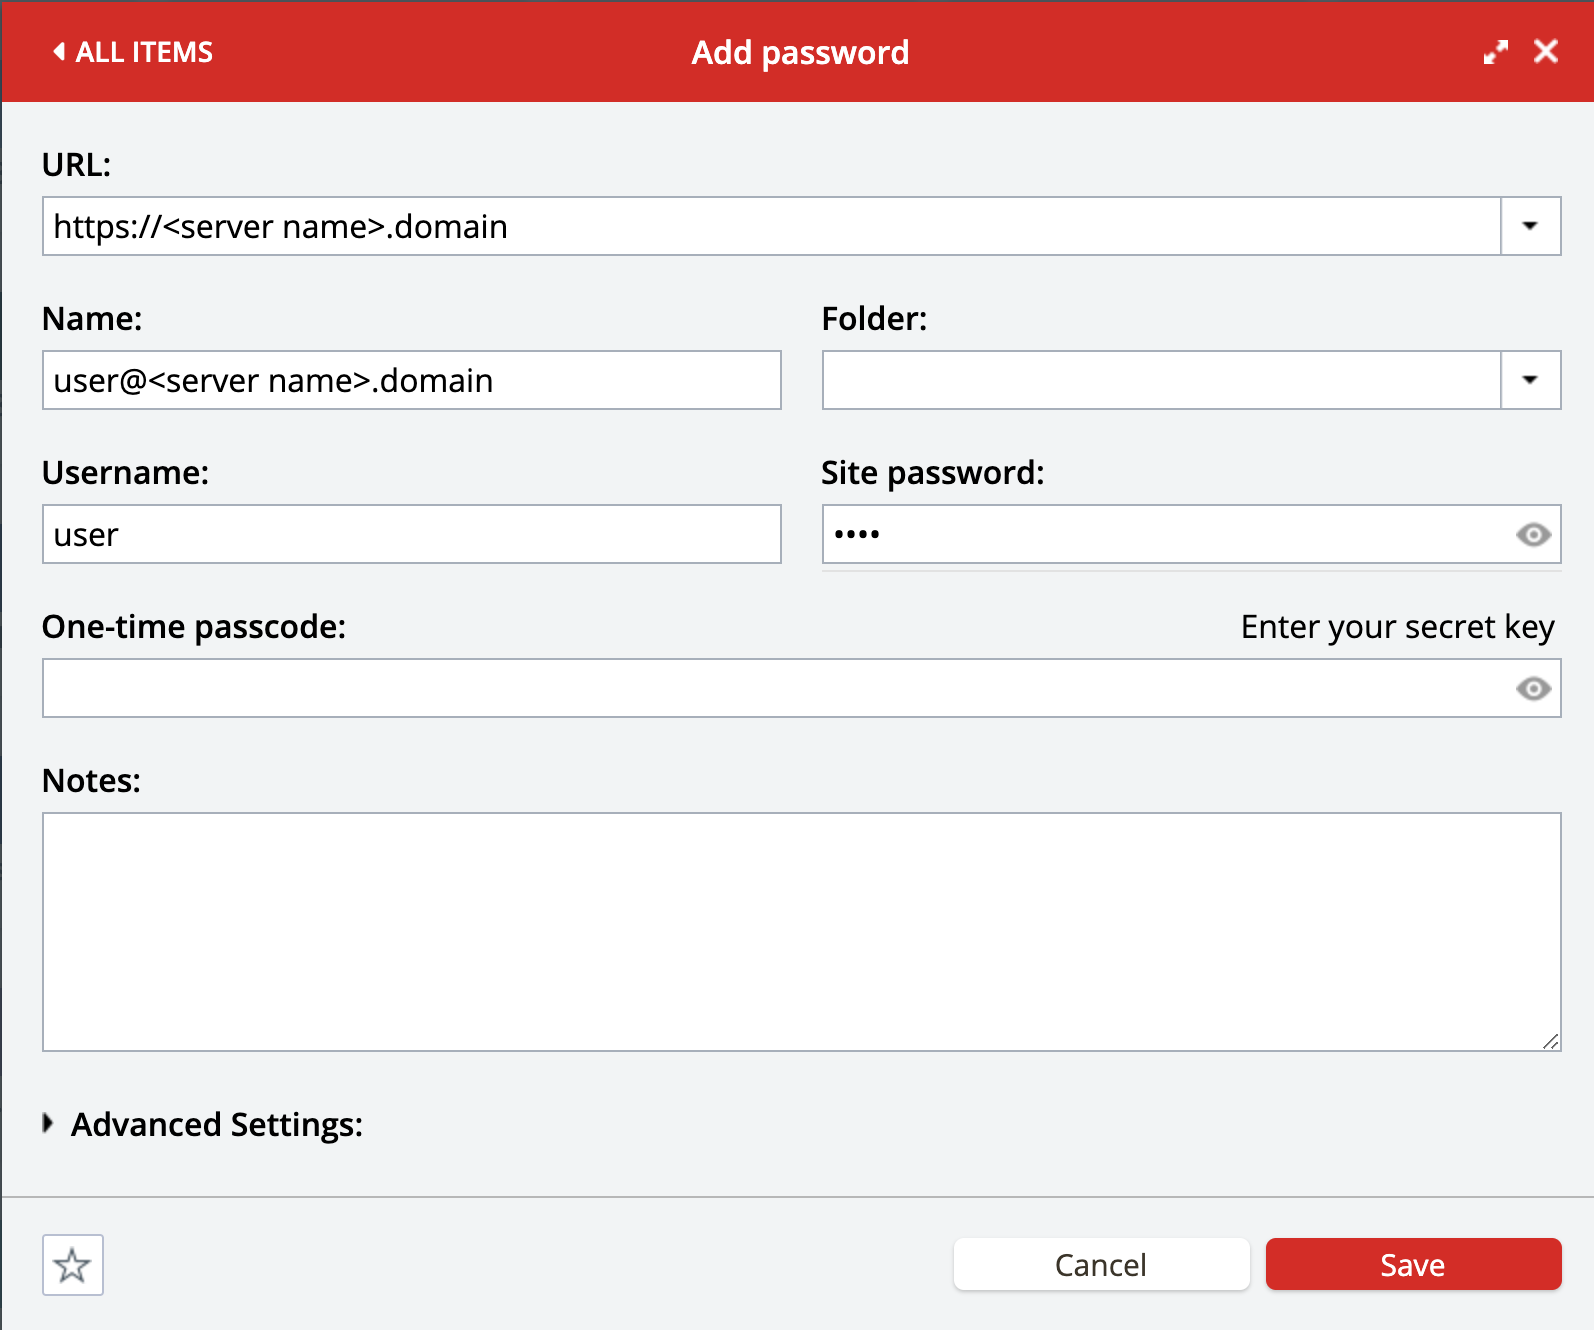 ALL ITEMS
Add password
URL:
https://<server name>.domain
Name:
Folder:
user@<server name>.domain
Username:
Site password:
user
••••
One-time passcode:
Enter your secret key
Notes:
Advanced Settings:
Cancel
Save